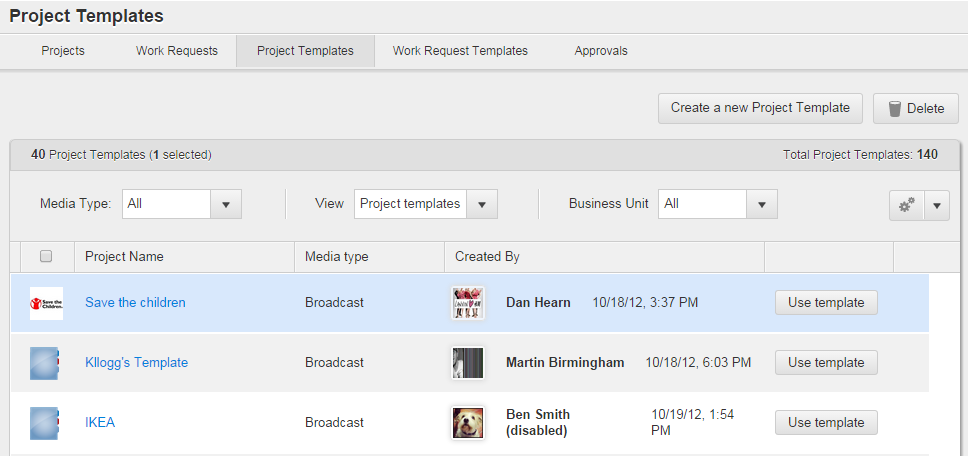 Project Templates
Projects Work Requests Project Templates Work Request Templates Approvals
Create a new Project Template Delete
40 Project Templates (1 selected) Total Project Templates: 140
Media Type: All View Project templates Business Unit All
Project Name Media type Created By
Save the Children. Save the children Broadcast Dan Hearn 10/18/12, 3:37 PM Use template
Kllogg's Template Broadcast Martin Birmingham 10/18/12, 6:03 PM Use template
IKEA Broadcast Ben Smith (disabled) 10/19/12, 1:54 PM Use template